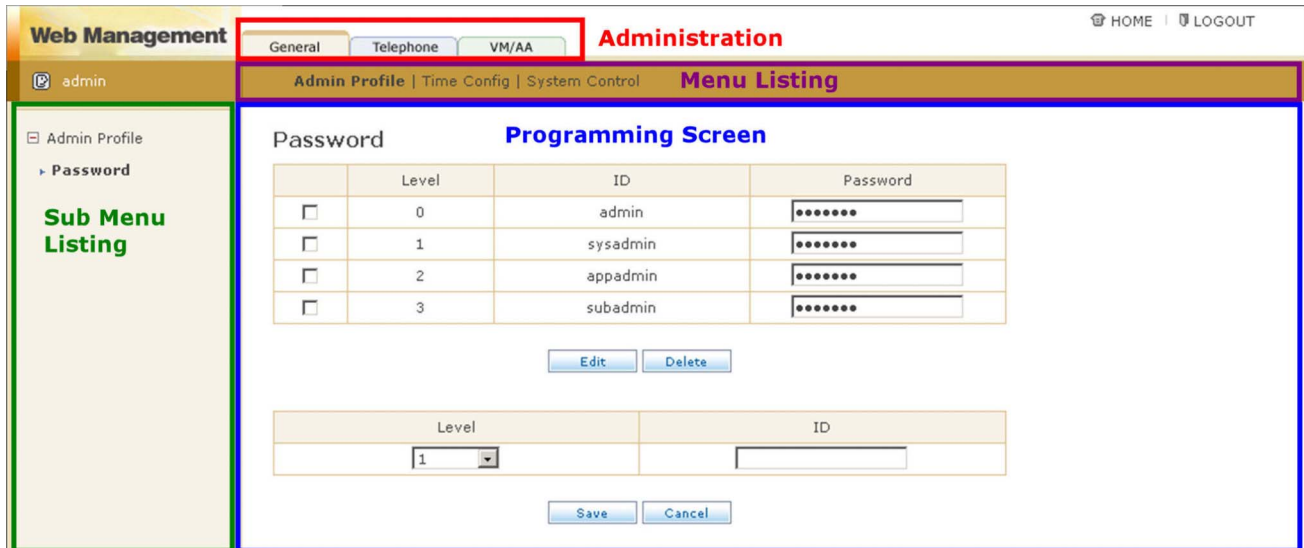 HOME | LOGOUT
Web Management
General Telephone VM/AA Administration
admin
Admin Profile | Time Config | System Control Menu Listing
Admin Profile
Password
Sub Menu
Listing
Password Programming Screen
Level ID Password
0 admin •••••••
1 sysadmin •••••••
2 appadmin •••••••
3 subadmin •••••••
Edit Delete
Level ID
1
Save Cancel